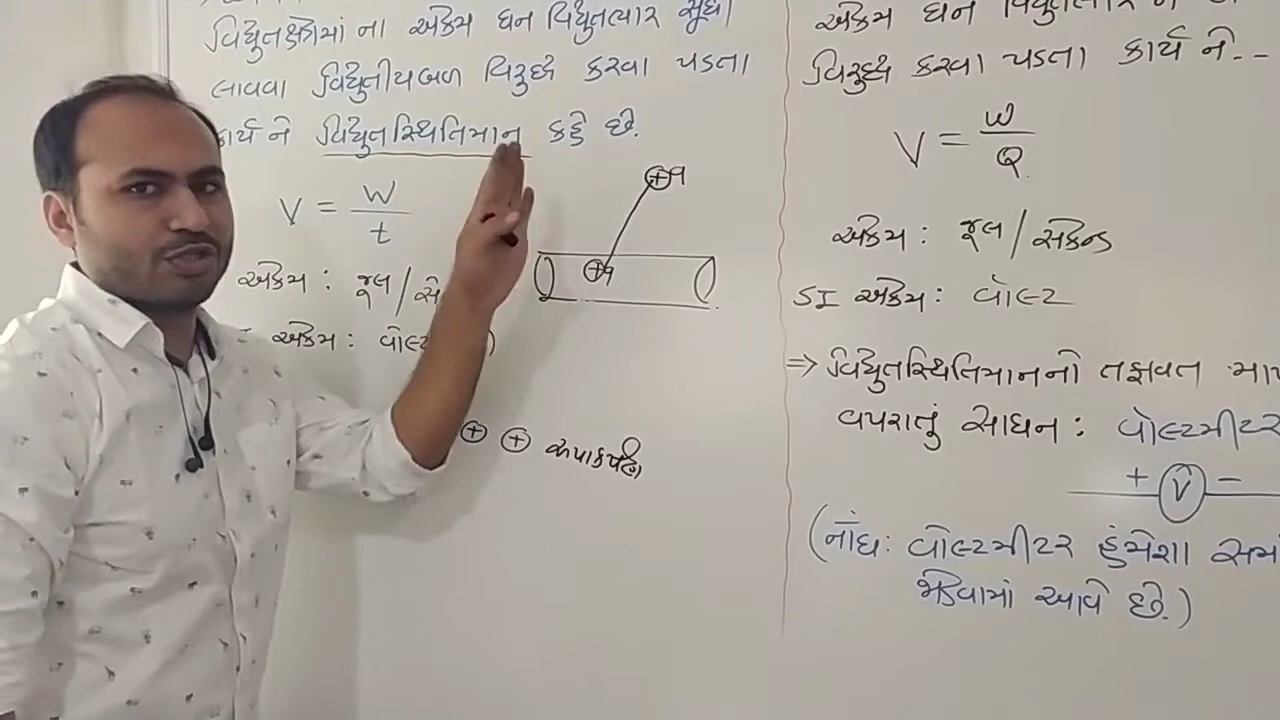 વિદ્યુતક્ષેત્રમાં ના એકમ ધન વિદ્યુતભાર સુધી
લાવવા વિદ્યુતીયબળ વિરુદ્ધ કરવા પડતા
કાર્ય ને વિદ્યુતસ્થિતિમાન કહે છે.
V = W/t
એકમ : જૂલ/સે
એકમ : વોલ્ટ )
+q
+q
+ + અપાકર્ષણ
એકમ ધન
વિરુદ્ધ કરવા પડતા કાર્ય ને - -
V = W/Q
એકમ : જૂલ/સેકન્ડ
SI એકમ : વોલ્ટ
⇒ વિદ્યુતસ્થિતિમાનનો તફાવત માપ
વપરાતું સાધન : વોલ્ટમીટર
+ V −
(નોંધ: વોલ્ટમીટર હંમેશા સમાં
જોડવામાં આવે છે.)